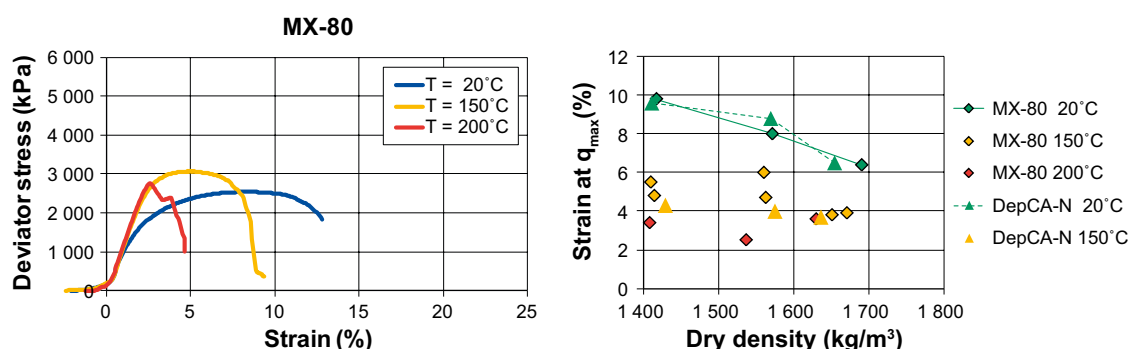 MX-80
Deviator stress (kPa)
6 000
5 000
4 000
3 000
2 000
1 000
0
0
5
10
15
20
25
Strain (%)
T = 20˚C
T = 150˚C
T = 200˚C
Strain at qmax(%)
12
10
8
6
4
2
0
1 400
1 500
1 600
1 700
1 800
Dry density (kg/m³)
MX-80 20˚C
MX-80 150˚C
MX-80 200˚C
DepCA-N 20˚C
DepCA-N 150˚C